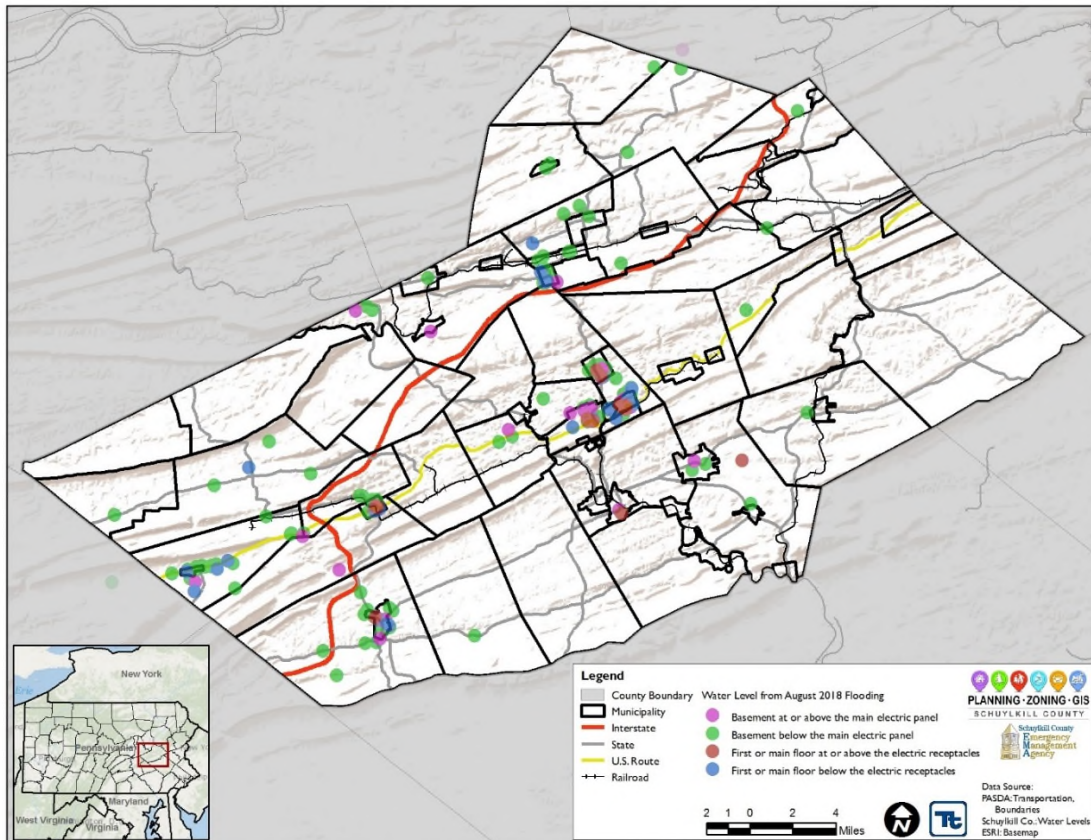 Erie
New York
Pennsylvania
Maryland
West Virginia
Virginia
Legend
County Boundary
Municipality
Interstate
State
U.S. Route
Railroad
Water Level from August 2018 Flooding
Basement at or above the main electric panel
Basement below the main electric panel
First or main floor at or above the electric receptacles
First or main floor below the electric receptacles
2 1 0 2 4
Miles
N
Tt
PLANNING·ZONING·GIS
SCHUYLKILL COUNTY
Schuylkill County
Emergency
Management
Agency
Data Source:
PASDA: Transportation,
Boundaries
Schuylkill Co.: Water Levels
ESRI: Basemap